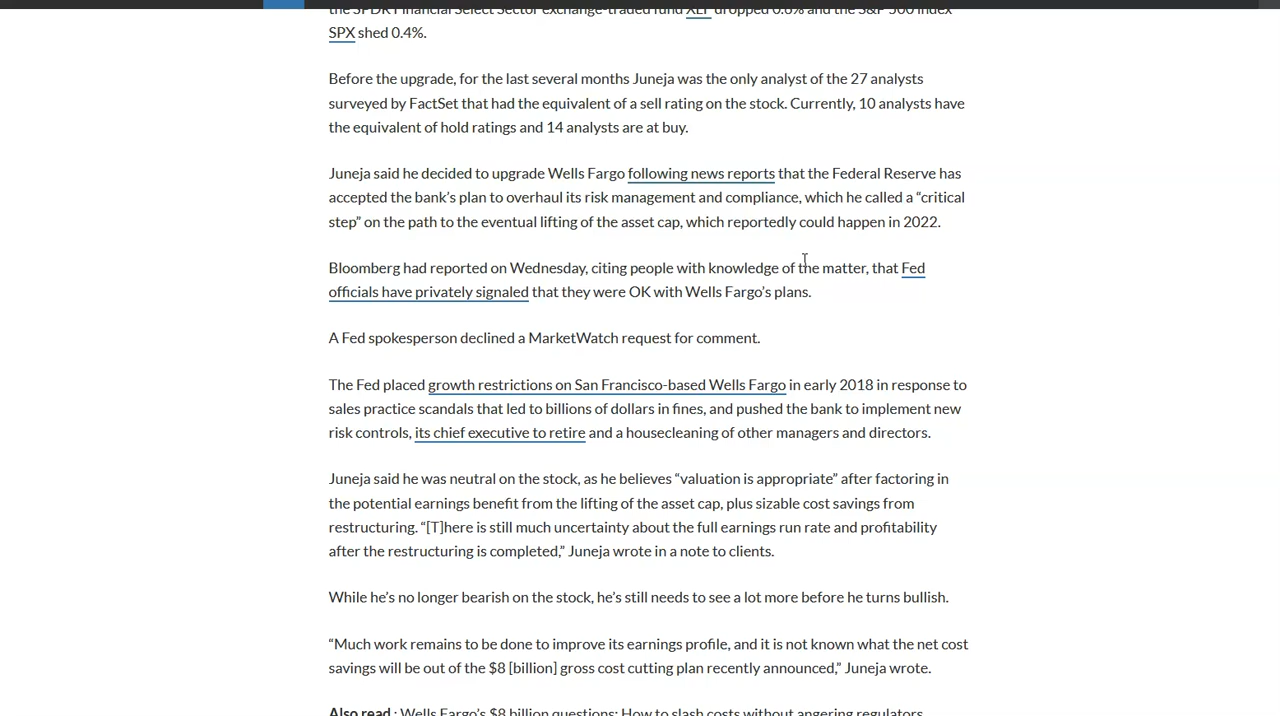 the SPDR Financial Select Sector exchange-traded fund XLF dropped 0.6% and the S&P 500 index
SPX shed 0.4%.
Before the upgrade, for the last several months Juneja was the only analyst of the 27 analysts
surveyed by FactSet that had the equivalent of a sell rating on the stock. Currently, 10 analysts have
the equivalent of hold ratings and 14 analysts are at buy.
Juneja said he decided to upgrade Wells Fargo following news reports that the Federal Reserve has
accepted the bank’s plan to overhaul its risk management and compliance, which he called a “critical
step” on the path to the eventual lifting of the asset cap, which reportedly could happen in 2022.
Bloomberg had reported on Wednesday, citing people with knowledge of the matter, that Fed
officials have privately signaled that they were OK with Wells Fargo’s plans.
A Fed spokesperson declined a MarketWatch request for comment.
The Fed placed growth restrictions on San Francisco-based Wells Fargo in early 2018 in response to
sales practice scandals that led to billions of dollars in fines, and pushed the bank to implement new
risk controls, its chief executive to retire and a housecleaning of other managers and directors.
Juneja said he was neutral on the stock, as he believes “valuation is appropriate” after factoring in
the potential earnings benefit from the lifting of the asset cap, plus sizable cost savings from
restructuring. “[T]here is still much uncertainty about the full earnings run rate and profitability
after the restructuring is completed,” Juneja wrote in a note to clients.
While he’s no longer bearish on the stock, he’s still needs to see a lot more before he turns bullish.
“Much work remains to be done to improve its earnings profile, and it is not known what the net cost
savings will be out of the $8 [billion] gross cost cutting plan recently announced,” Juneja wrote.
Also read : Wells Fargo’s $8 billion questions: How to slash costs without angering regulators